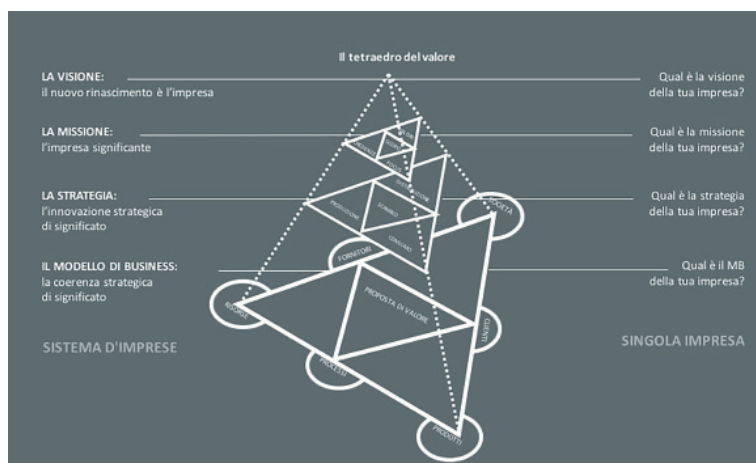 Il tetraedro del valore
LA VISIONE:
il nuovo rinascimento è l'impresa
Qual è la visione
della tua impresa?
LA MISSIONE:
l'impresa significante
Qual è la missione
della tua impresa?
LA STRATEGIA:
l'innovazione strategica
di significato
Qual è la strategia
della tua impresa?
IL MODELLO DI BUSINESS:
la coerenza strategica
di significato
Qual è il MB
della tua impresa?
SCOPO
DISTRIBUZIONE
PRODUZIONE
SCAMBIO
CONSUMO
SOCIETÀ
FORNITORI
RISORSE
PROPOSTA DI VALORE
CLIENTI
PROCESSI
PRODOTTI
SISTEMA D'IMPRESE
SINGOLA IMPRESA